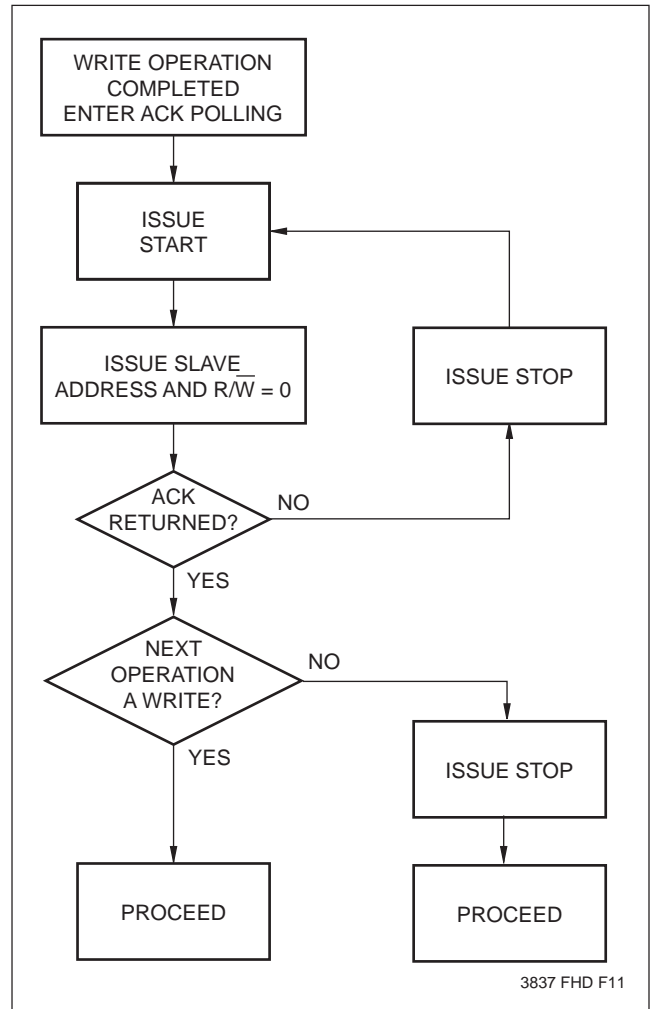 WRITE OPERATION
COMPLETED
ENTER ACK POLLING
ISSUE
START
ISSUE SLAVE
ADDRESS AND R/W̅ = 0
ISSUE STOP
ACK
RETURNED?
NO
YES
NEXT
OPERATION
A WRITE?
NO
YES
ISSUE STOP
PROCEED
PROCEED
3837 FHD F11